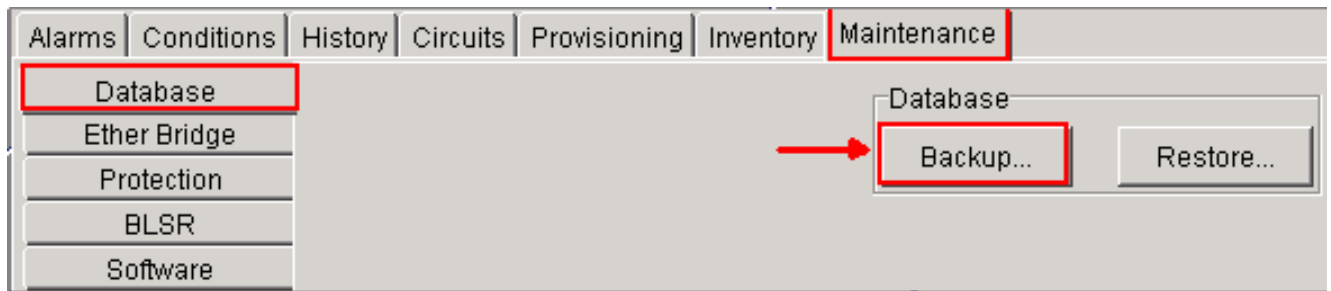 Alarms Conditions History Circuits Provisioning Inventory Maintenance
Database
Ether Bridge
Protection
BLSR
Software
Database
Backup... Restore...